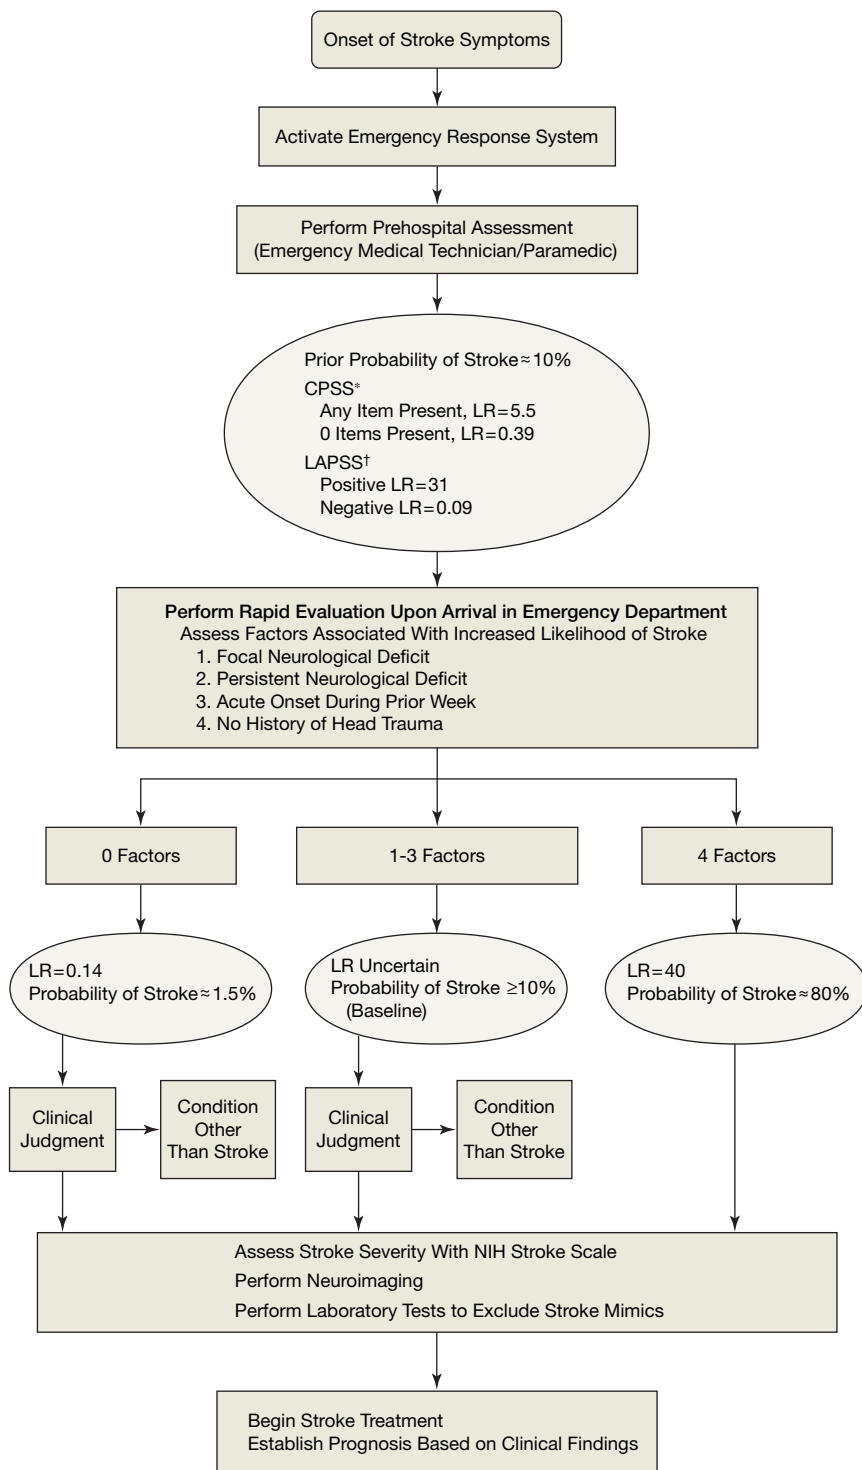 Onset of Stroke Symptoms
Activate Emergency Response System
Perform Prehospital Assessment
(Emergency Medical Technician/Paramedic)
Prior Probability of Stroke≈10%
CPSS*
Any Item Present, LR=5.5
0 Items Present, LR=0.39
LAPSS†
Positive LR=31
Negative LR=0.09
Perform Rapid Evaluation Upon Arrival in Emergency Department
Assess Factors Associated With Increased Likelihood of Stroke
1. Focal Neurological Deficit
2. Persistent Neurological Deficit
3. Acute Onset During Prior Week
4. No History of Head Trauma
0 Factors
1-3 Factors
4 Factors
LR=0.14
Probability of Stroke≈1.5%
LR Uncertain
Probability of Stroke ≥10%
(Baseline)
LR=40
Probability of Stroke≈80%
Clinical
Judgment
Condition
Other
Than Stroke
Clinical
Judgment
Condition
Other
Than Stroke
Assess Stroke Severity With NIH Stroke Scale
Perform Neuroimaging
Perform Laboratory Tests to Exclude Stroke Mimics
Begin Stroke Treatment
Establish Prognosis Based on Clinical Findings